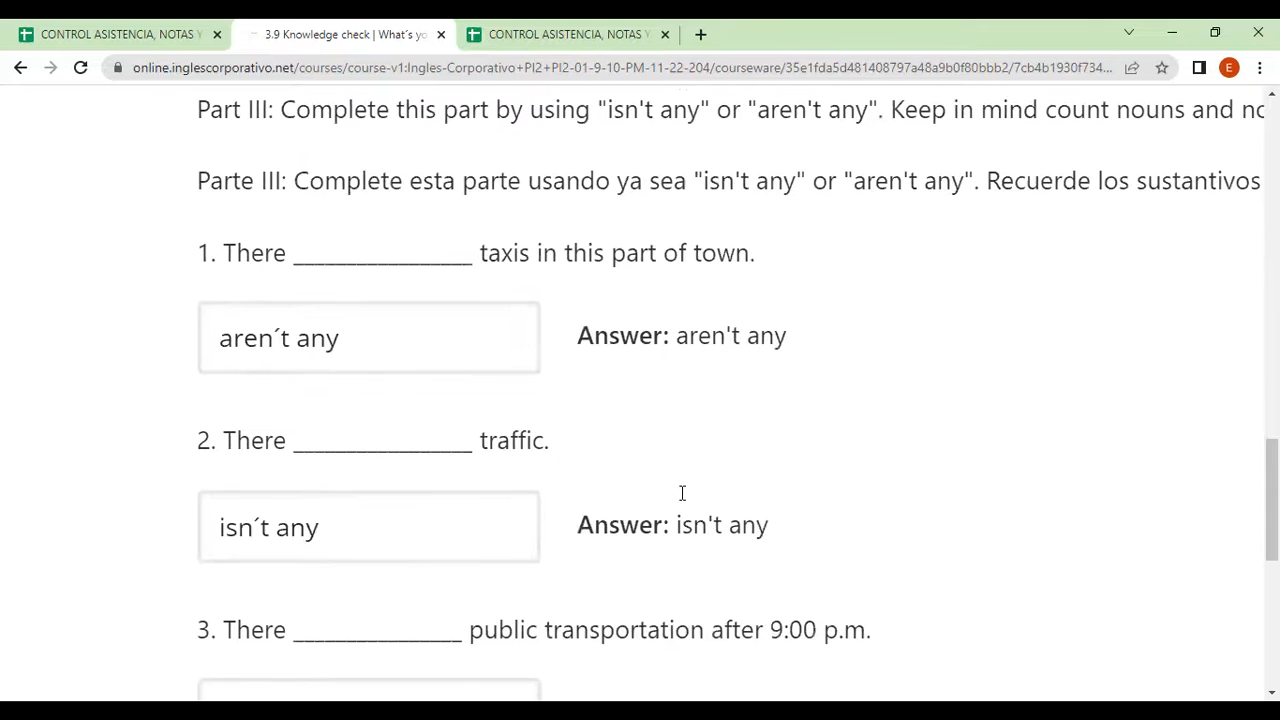 CONTROL ASISTENCIA, NOTAS Y
3.9 Knowledge check | What´s yo
CONTROL ASISTENCIA, NOTAS Y
online.inglescorporativo.net/courses/course-v1:Ingles-Corporativo+PI2+PI2-01-9-10-PM-11-22-204/courseware/35e1fda5d481408797a48a9b0f80bbb2/7cb4b1930f734...
E
Part III: Complete this part by using "isn't any" or "aren't any". Keep in mind count nouns and no
Parte III: Complete esta parte usando ya sea "isn't any" or "aren't any". Recuerde los sustantivos
1. There ________________ taxis in this part of town.
aren´t any
Answer: aren't any
2. There ________________ traffic.
isn´t any
Answer: isn't any
3. There _______________ public transportation after 9:00 p.m.